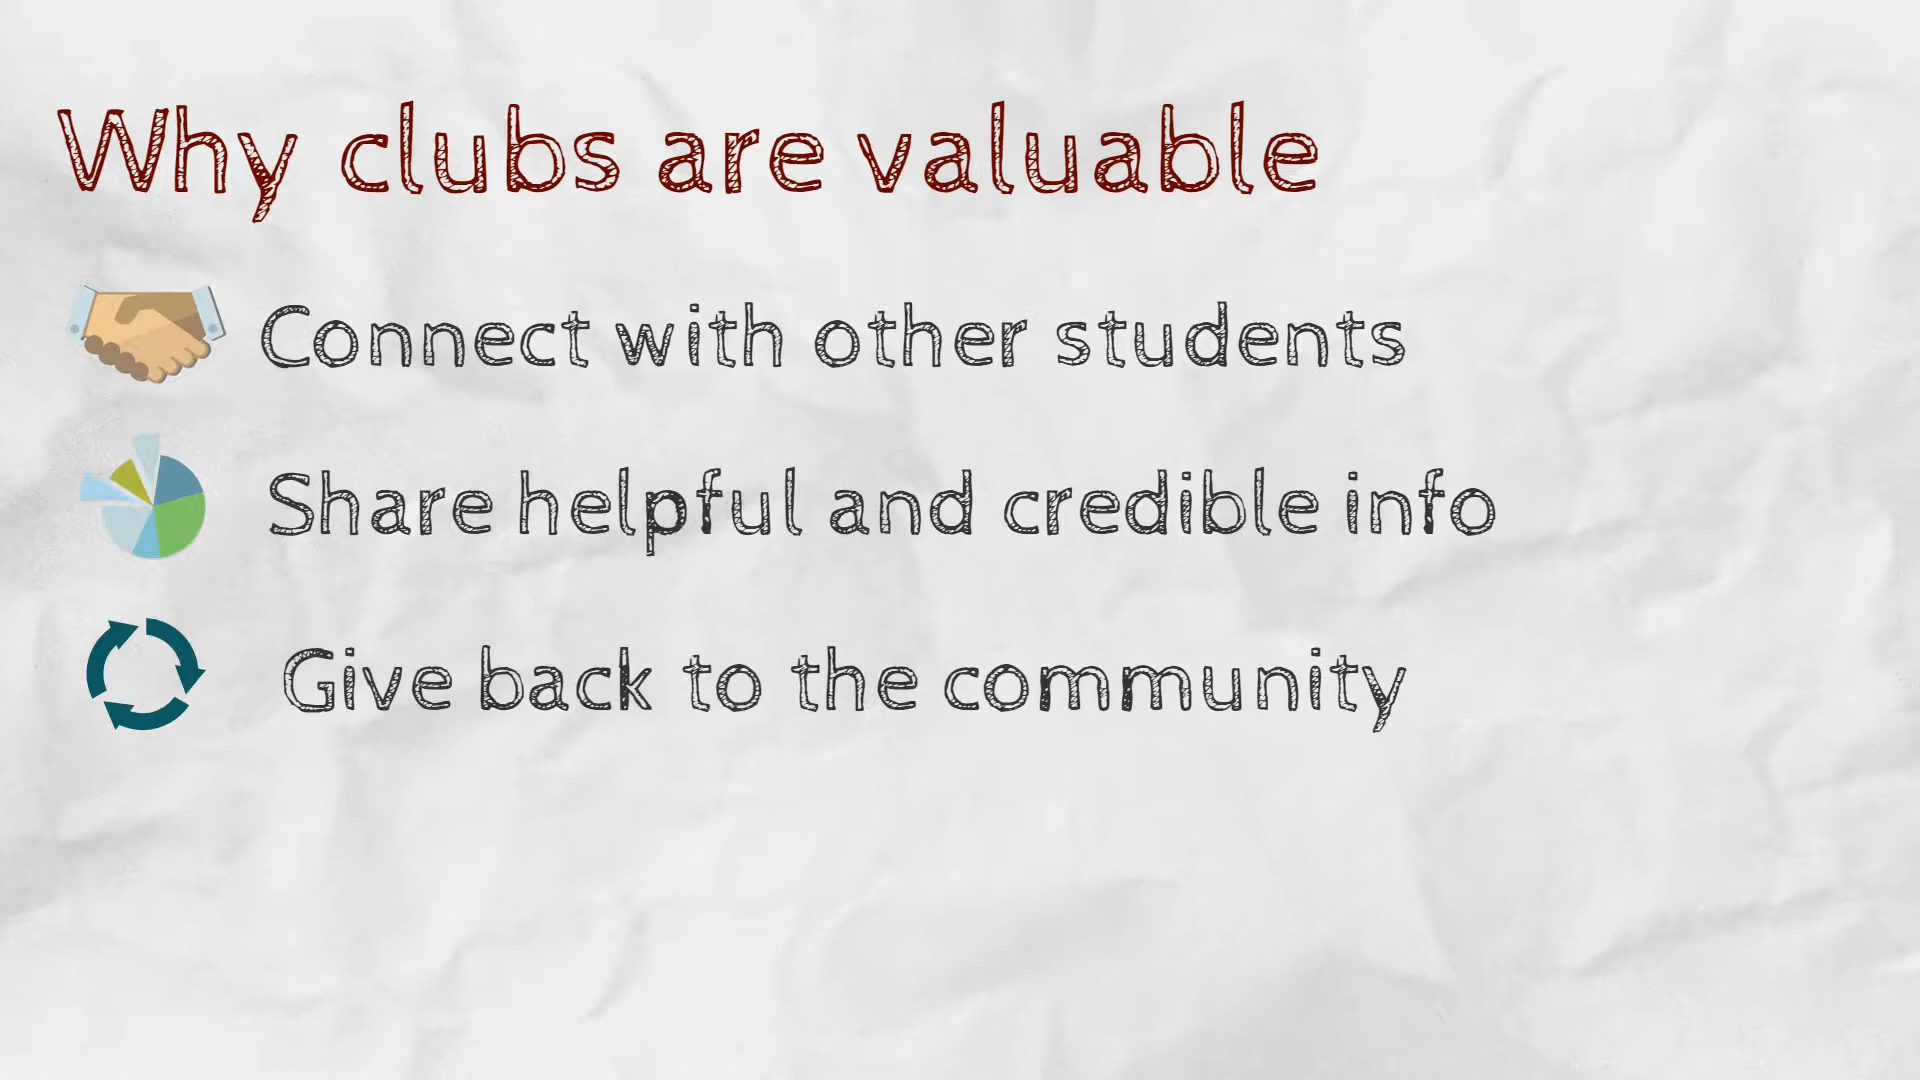 Why clubs are valuable
Connect with other students
Share helpful and credible info
Give back to the community